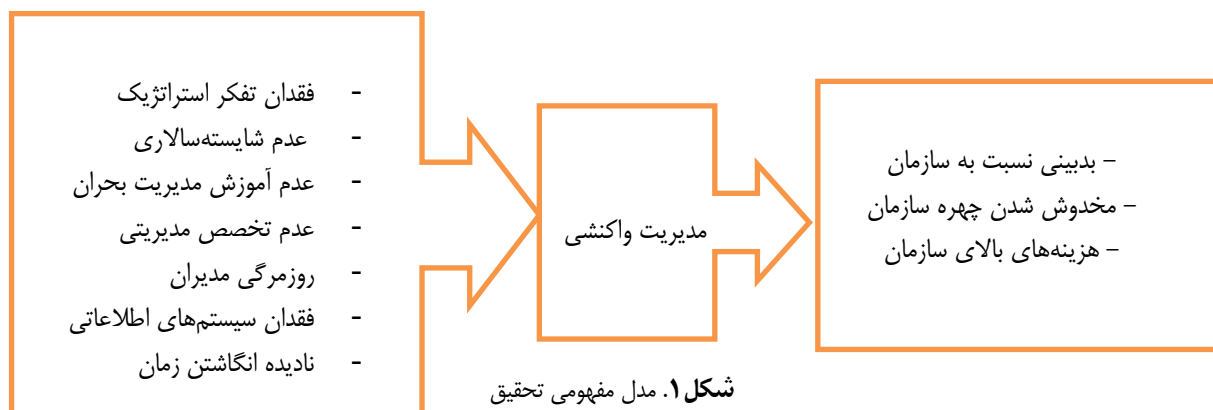 - فقدان تفکر استراتژیک
- عدم شایسته‌سالاری
- عدم آموزش مدیریت بحران
- عدم تخصص مدیریتی
- روزمرگی مدیران
- فقدان سیستم‌های اطلاعاتی
- نادیده انگاشتن زمان
مدیریت واکنشی
– بدبینی نسبت به سازمان
– مخدوش شدن چهره سازمان
– هزینه‌های بالای سازمان
شکل۱. مدل مفهومی تحقیق